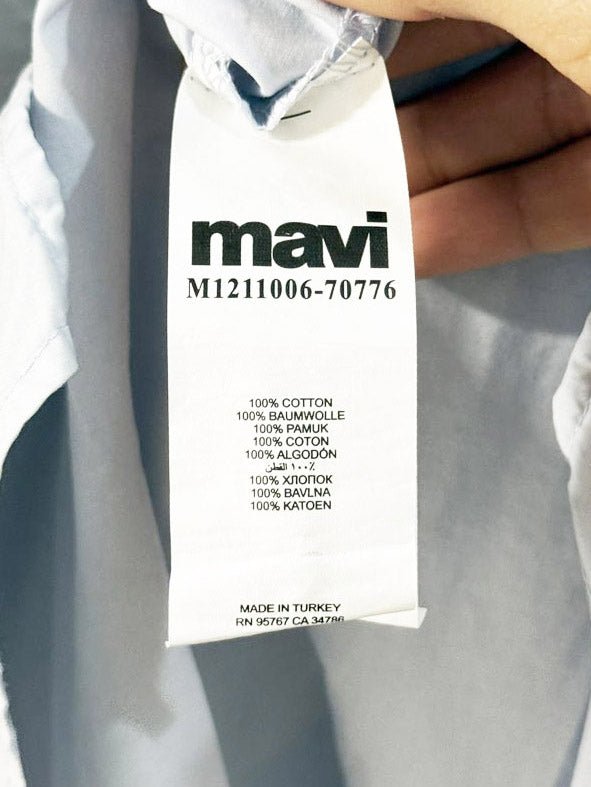 mavi
M1211006-70776
100% COTTON
100% BAUMWOLLE
100% PAMUK
100% COTON
100% ALGODÓN
٪١٠٠ القطن
100% ХЛОПОК
100% BAVLNA
100% KATOEN
MADE IN TURKEY
RN 95767 CA 34786